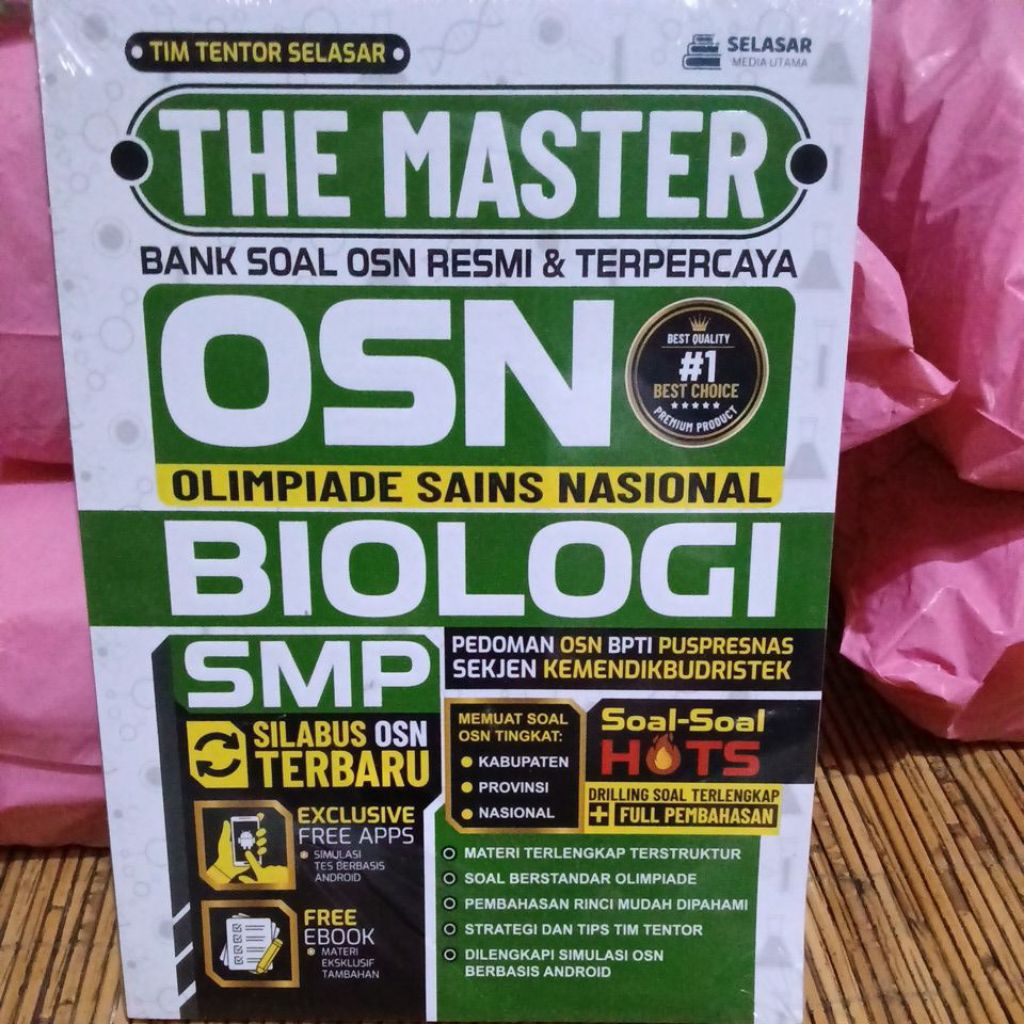 TIM TENTOR SELASAR
SELASAR
MEDIA UTAMA
THE MASTER
BANK SOAL OSN RESMI & TERPERCAYA
OSN
BEST QUALITY
#1
BEST CHOICE
PREMIUM PRODUCT
OLIMPIADE SAINS NASIONAL
BIOLOGI
SMP
PEDOMAN OSN BPTI PUSPRESNAS
SEKJEN KEMENDIKBUDRISTEK
SILABUS OSN
TERBARU
MEMUAT SOAL
OSN TINGKAT:
KABUPATEN
PROVINSI
NASIONAL
Soal-Soal
HOTS
DRILLING SOAL TERLENGKAP
+ FULL PEMBAHASAN
EXCLUSIVE
FREE APPS
SIMULASI
TES BERBASIS
ANDROID
FREE
EBOOK
MATERI
EKSKLUSIF
TAMBAHAN
MATERI TERLENGKAP TERSTRUKTUR
SOAL BERSTANDAR OLIMPIADE
PEMBAHASAN RINCI MUDAH DIPAHAMI
STRATEGI DAN TIPS TIM TENTOR
DILENGKAPI SIMULASI OSN
BERBASIS ANDROID